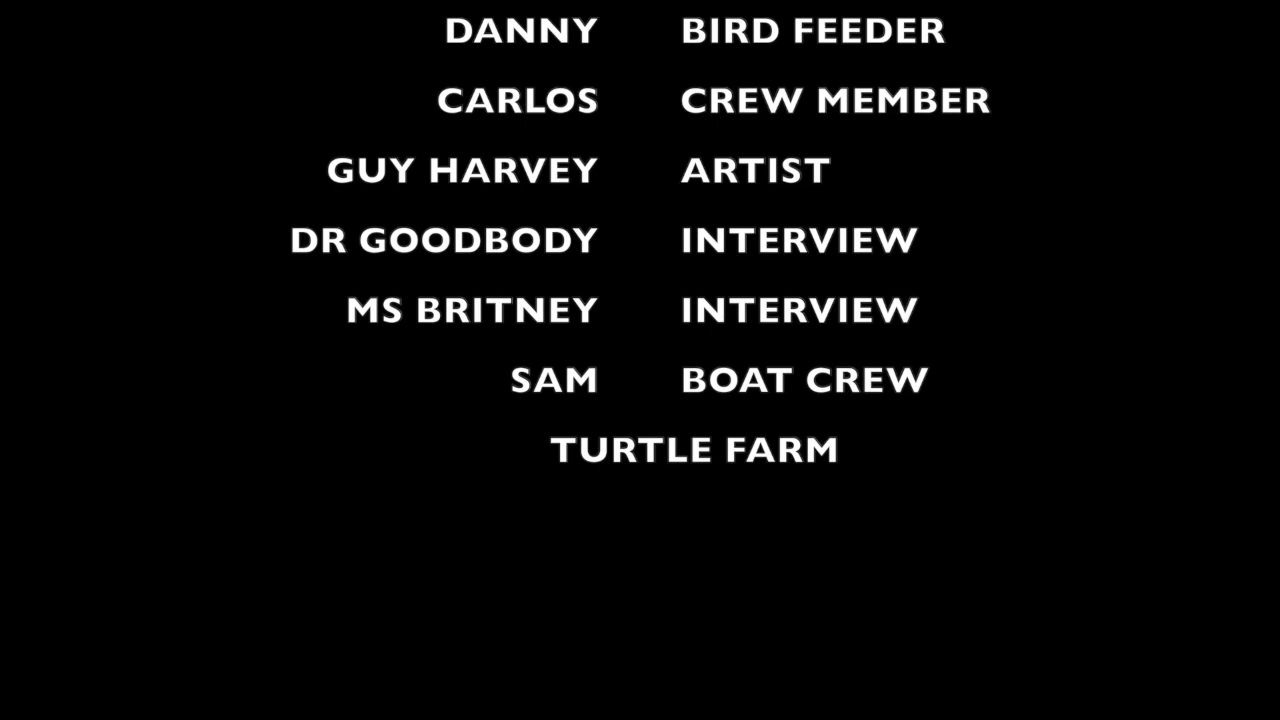 DANNY BIRD FEEDER
CARLOS CREW MEMBER
GUY HARVEY ARTIST
DR GOODBODY INTERVIEW
MS BRITNEY INTERVIEW
SAM BOAT CREW
TURTLE FARM